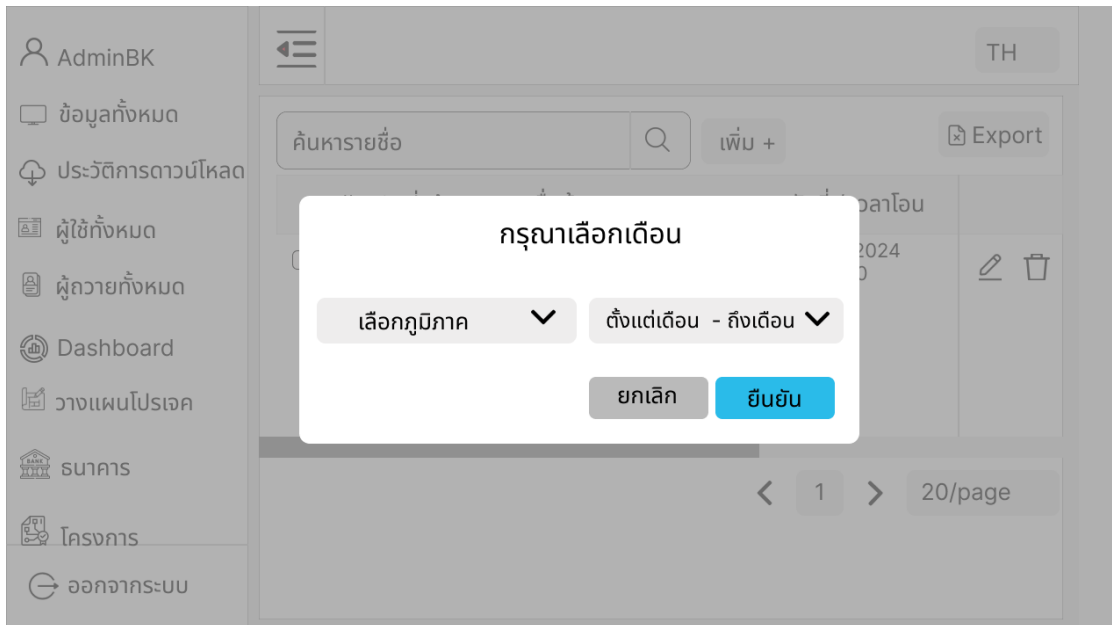 AdminBK
TH
ข้อมูลทั้งหมด
ค้นหารายชื่อ
เพิ่ม +
Export
ประวัติการดาวน์โหลด
ผู้ใช้ทั้งหมด
ลาโอน
กรุณาเลือกเดือน
2024
ผู้ถวายทั้งหมด
เลือกภูมิภาค
ตั้งแต่เดือน - ถึงเดือน
Dashboard
ยกเลิก
ยืนยัน
วางแผนโปรเจค
BANK
ธนาคาร
1
20/page
โครงการ
ออกจากระบบ